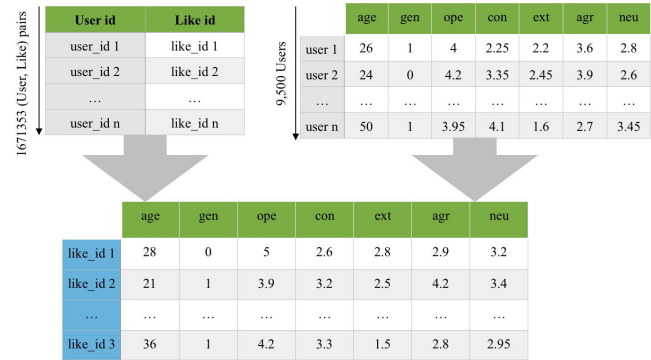 User id Like id
user_id 1 like_id 1
user_id 2 like_id 2
… …
user_id n like_id n
1671353 (User, Like) pairs
age gen ope con ext agr neu
user 1 26 1 4 2.25 2.2 3.6 2.8
user 2 24 0 4.2 3.35 2.45 3.9 2.6
… … … … … … … …
user n 50 1 3.95 4.1 1.6 2.7 3.45
9,500 Users
age gen ope con ext agr neu
like_id 1 28 0 5 2.6 2.8 2.9 3.2
like_id 2 21 1 3.9 3.2 2.5 4.2 3.4
… … … … … … … …
like_id 3 36 1 4.2 3.3 1.5 2.8 2.95